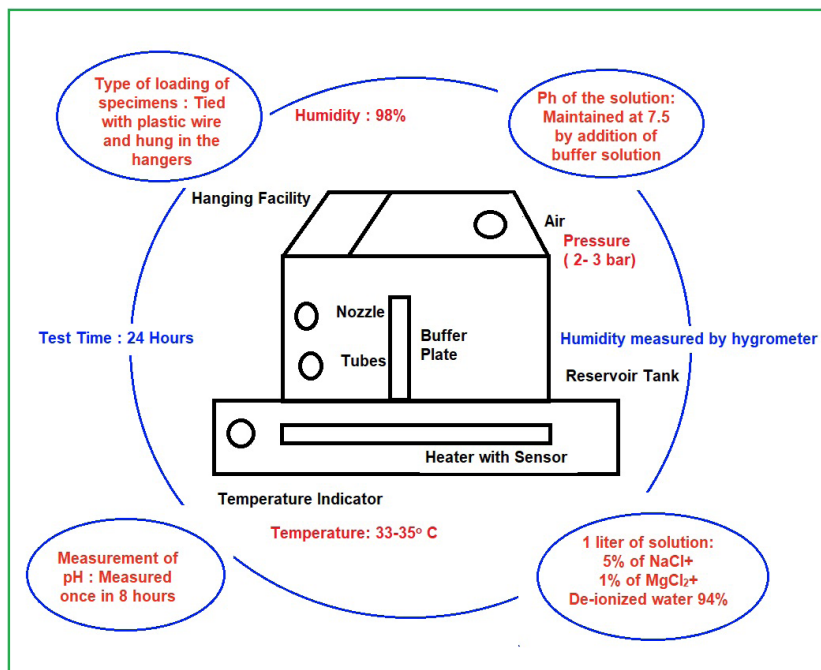 Type of loading of
specimens : Tied
with plastic wire
and hung in the
hangers
Humidity : 98%
Ph of the solution:
Maintained at 7.5
by addition of
buffer solution
Hanging Facility
Air
Pressure
( 2- 3 bar)
Test Time : 24 Hours
Nozzle
Tubes
Buffer
Plate
Humidity measured by hygrometer
Reservoir Tank
Heater with Sensor
Temperature Indicator
Temperature: 33-35° C
Measurement of
pH : Measured
once in 8 hours
1 liter of solution:
5% of NaCl+
1% of MgCl₂+
De-ionized water 94%